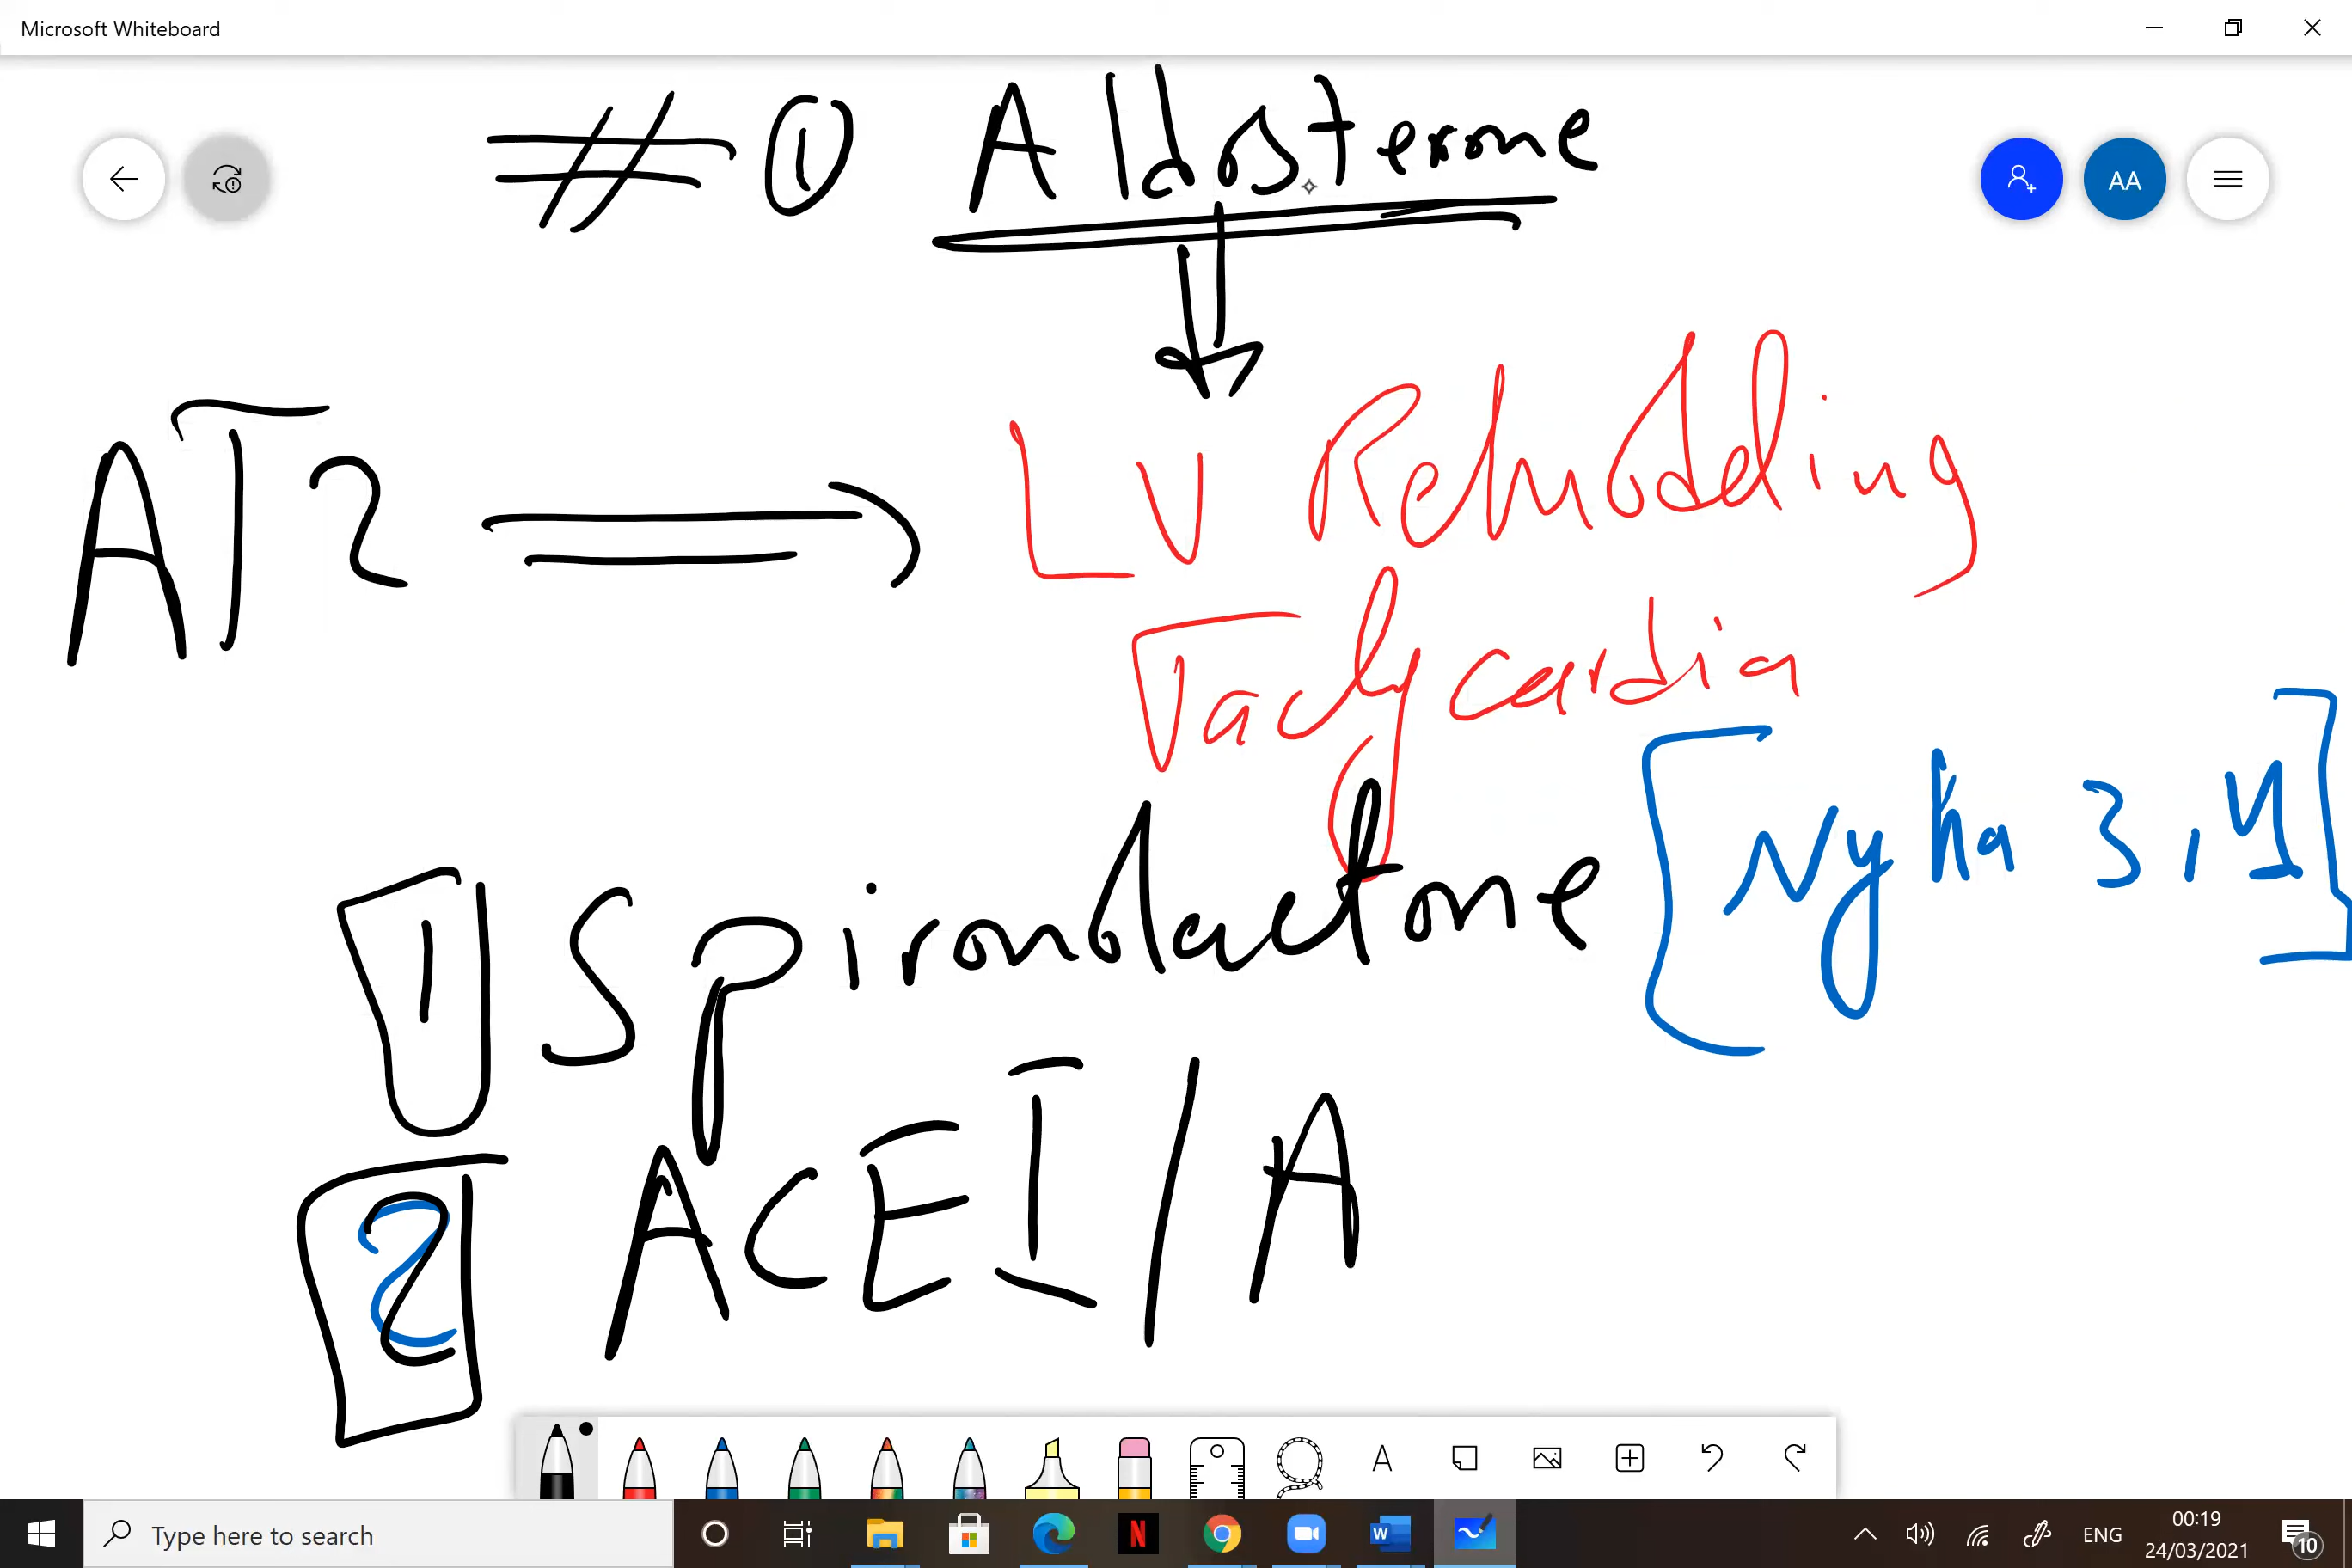 Microsoft Whiteboard
# 1 Aldosterone
AA
AT2 ⟹ LV Remodeling
Tachycardia
1 Spironolactone [Nyha 3, 4]
2 ACEI/A
A
Type here to search
ENG
00:19
24/03/2021
10